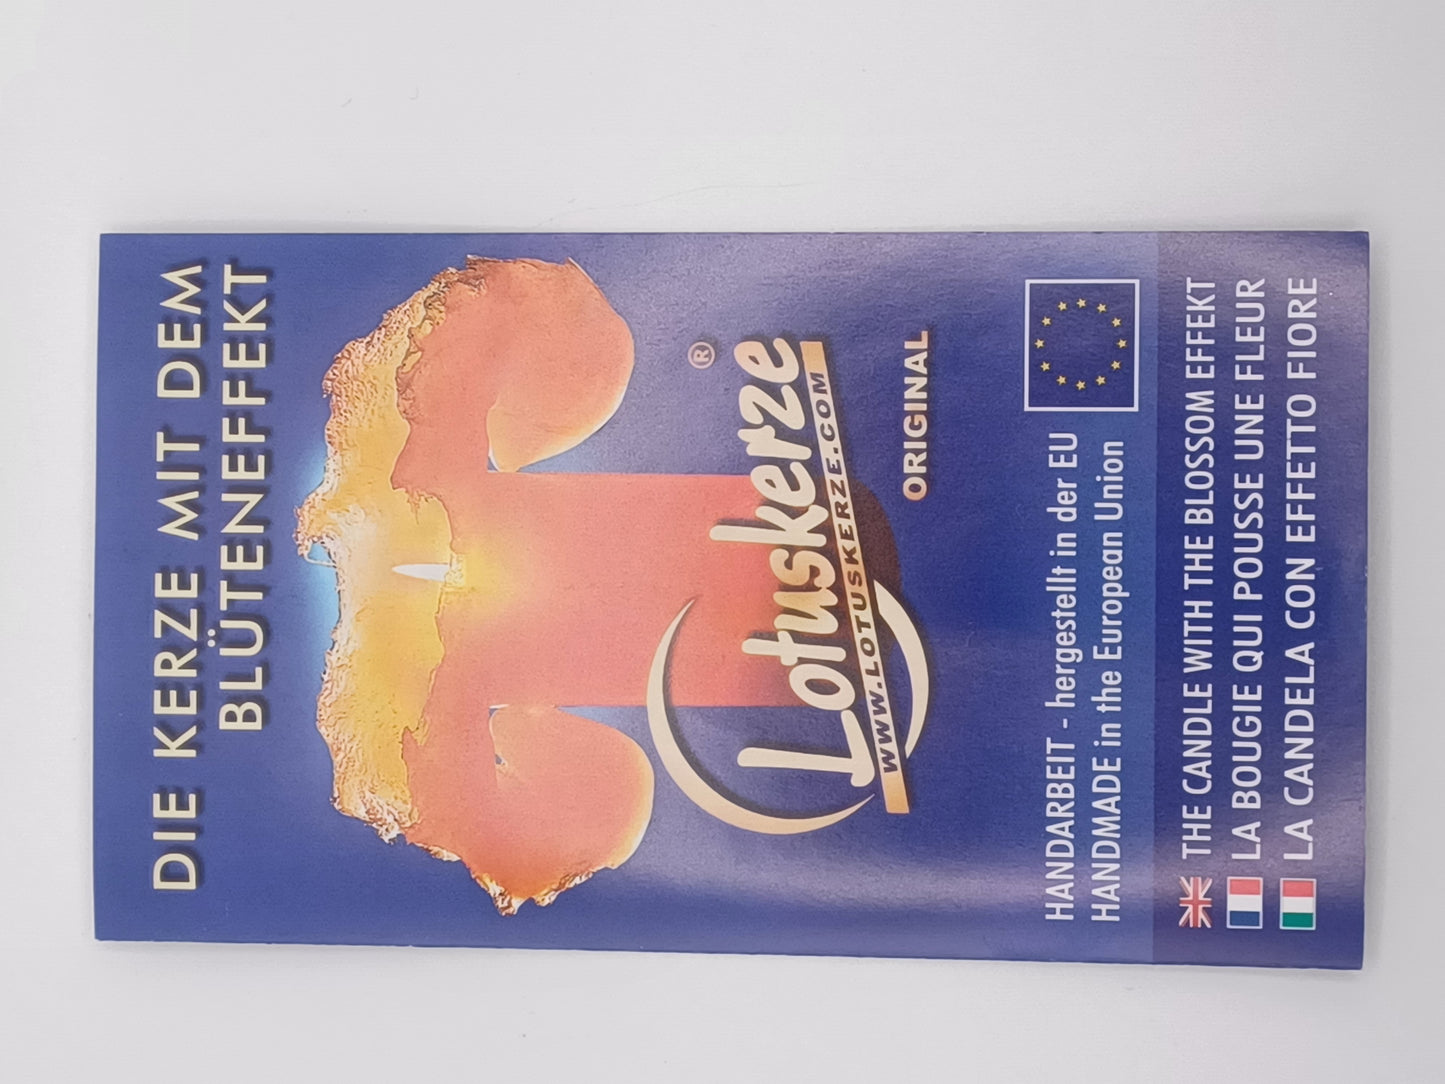 DIE KERZE MIT DEM
BLÜTENEFFEKT
Lotuskerze®
WWW.LOTUSKERZE.COM
ORIGINAL
HANDARBEIT - hergestellt in der EU
HANDMADE in the European Union
THE CANDLE WITH THE BLOSSOM EFFEKT
LA BOUGIE QUI POUSSE UNE FLEUR
LA CANDELA CON EFFETTO FIORE